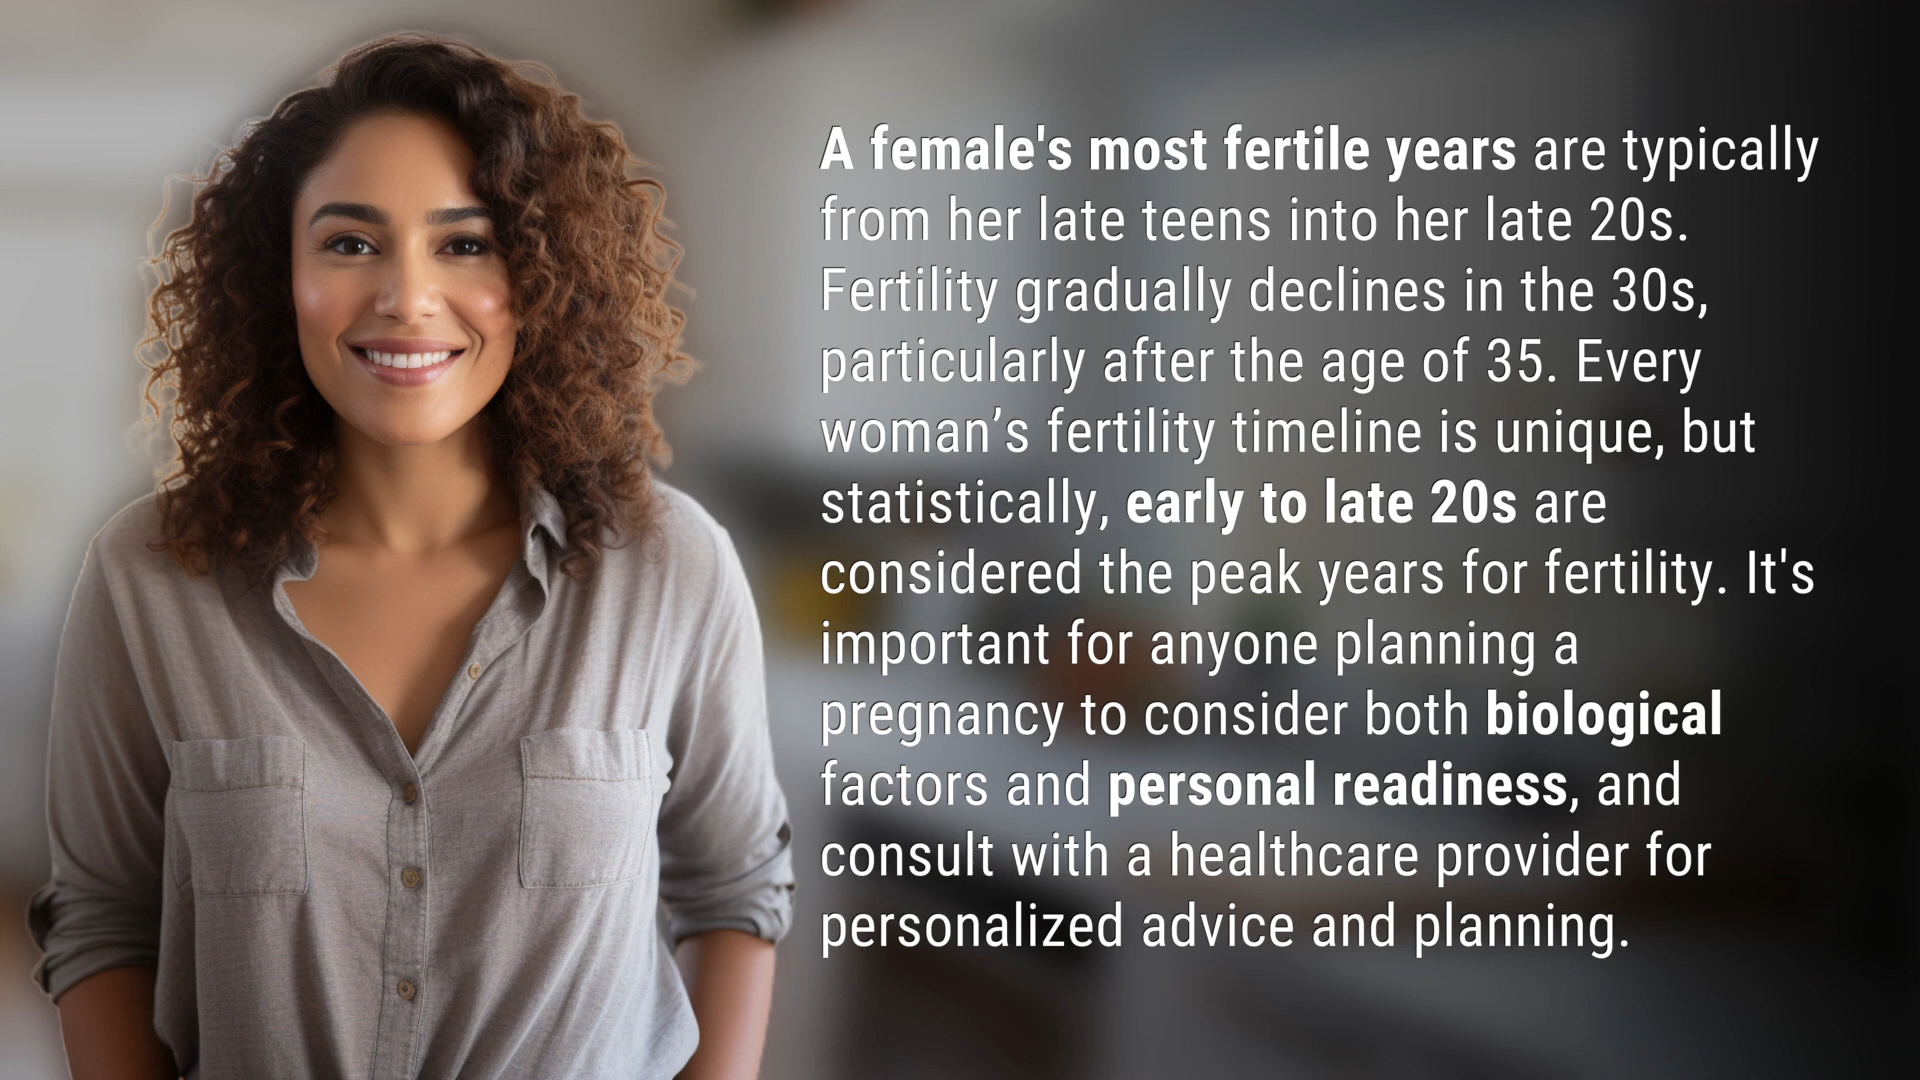 A female's most fertile years are typically
from her late teens into her late 20s.
Fertility gradually declines in the 30s,
particularly after the age of 35. Every
woman’s fertility timeline is unique, but
statistically, early to late 20s are
considered the peak years for fertility. It's
important for anyone planning a
pregnancy to consider both biological
factors and personal readiness, and
consult with a healthcare provider for
personalized advice and planning.